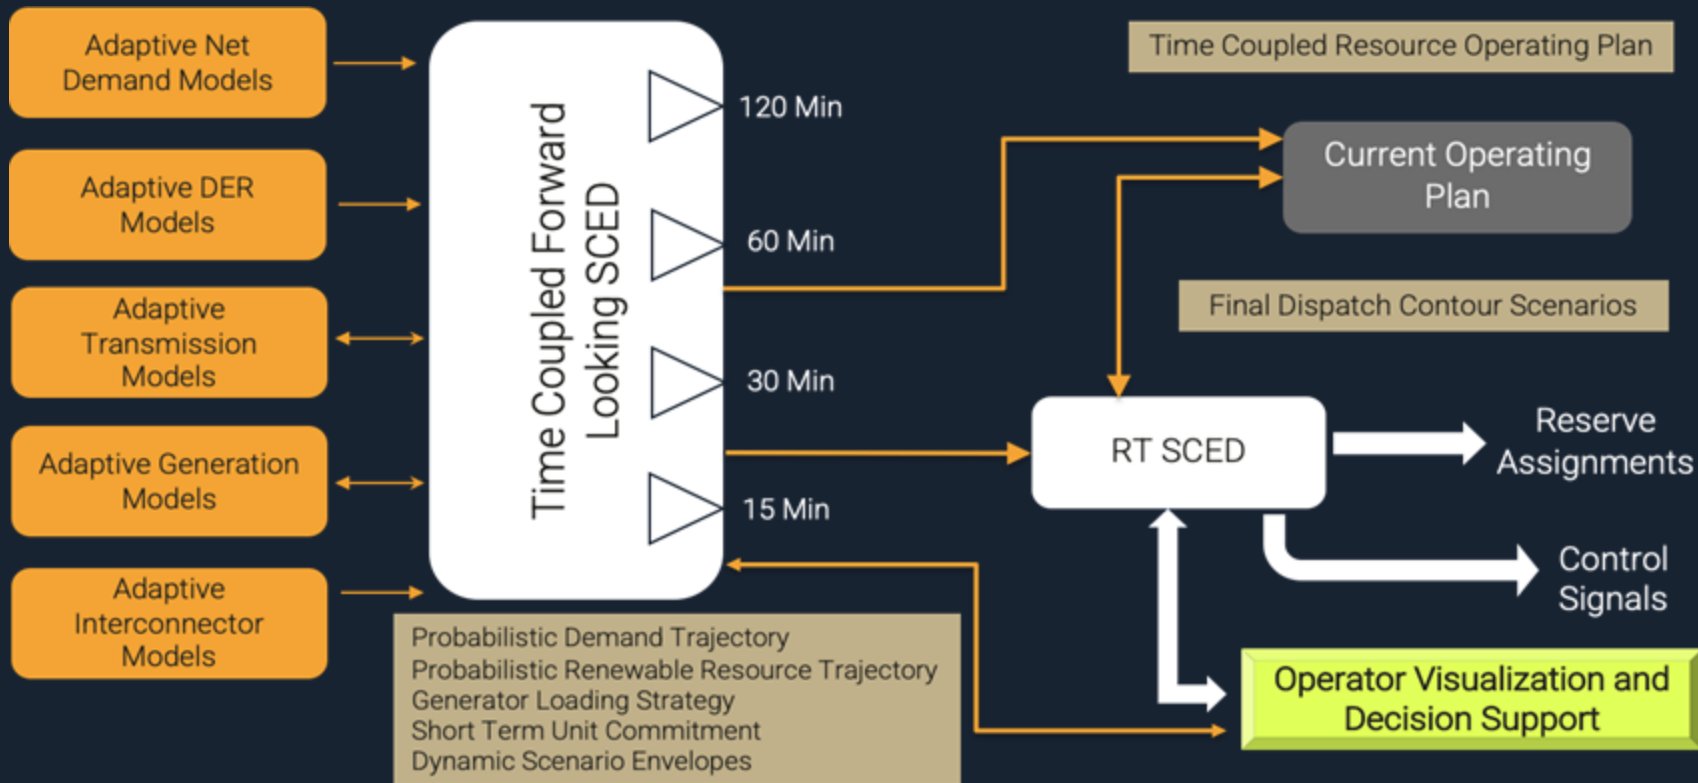 Adaptive Net
Demand Models
Adaptive DER
Models
Adaptive
Transmission
Models
Adaptive Generation
Models
Adaptive
Interconnector
Models
Time Coupled Forward
Looking SCED
120 Min
60 Min
30 Min
15 Min
Probabilistic Demand Trajectory
Probabilistic Renewable Resource Trajectory
Generator Loading Strategy
Short Term Unit Commitment
Dynamic Scenario Envelopes
Time Coupled Resource Operating Plan
Current Operating
Plan
Final Dispatch Contour Scenarios
RT SCED
Reserve
Assignments
Control
Signals
Operator Visualization and
Decision Support